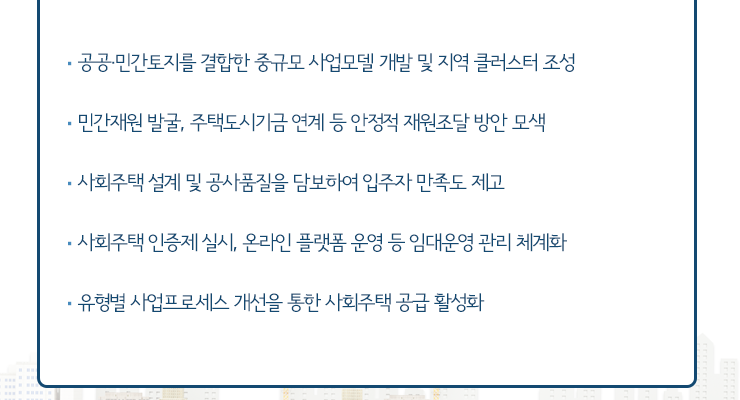 · 공공·민간토지를 결합한 중규모 사업모델 개발 및 지역 클러스터 조성
· 민간재원 발굴, 주택도시기금 연계 등 안정적 재원조달 방안 모색
· 사회주택 설계 및 공사품질을 담보하여 입주자 만족도 제고
· 사회주택 인증제 실시, 온라인 플랫폼 운영 등 임대운영 관리 체계화
· 유형별 사업프로세스 개선을 통한 사회주택 공급 활성화